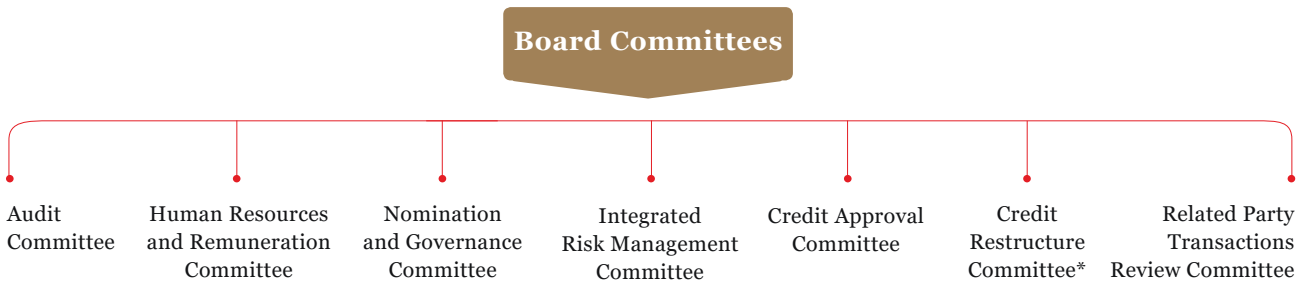 Board Committees
Audit
Committee
Human Resources
and Remuneration
Committee
Nomination
and Governance
Committee
Integrated
Risk Management
Committee
Credit Approval
Committee
Credit
Restructure
Committee*
Related Party
Transactions
Review Committee